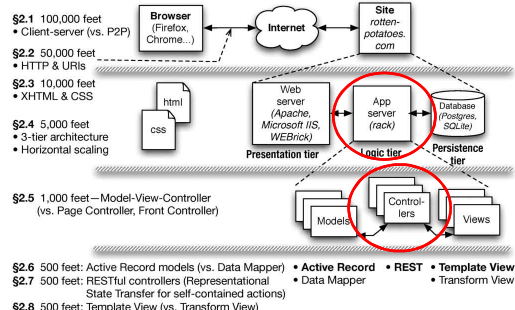 §2.1 100,000 feet
• Client-server (vs. P2P)
§2.2 50,000 feet
• HTTP & URIs
Browser
(Firefox,
Chrome...)
Internet
Site
rotten-
potatoes.
com
§2.3 10,000 feet
• XHTML & CSS
§2.4 5,000 feet
• 3-tier architecture
• Horizontal scaling
html
css
Web
server
(Apache,
Microsoft IIS,
WEBrick)
Presentation tier
App
server
(rack)
Logic tier
Database
(Postgres,
SQLite)
Persistence
tier
§2.5 1,000 feet—Model-View-Controller
(vs. Page Controller, Front Controller)
Models
Control-
lers
Views
§2.6 500 feet: Active Record models (vs. Data Mapper)
§2.7 500 feet: RESTful controllers (Representational
State Transfer for self-contained actions)
§2.8 500 feet: Template View (vs. Transform View)
• Active Record
• Data Mapper
• REST
• Template View
• Transform View